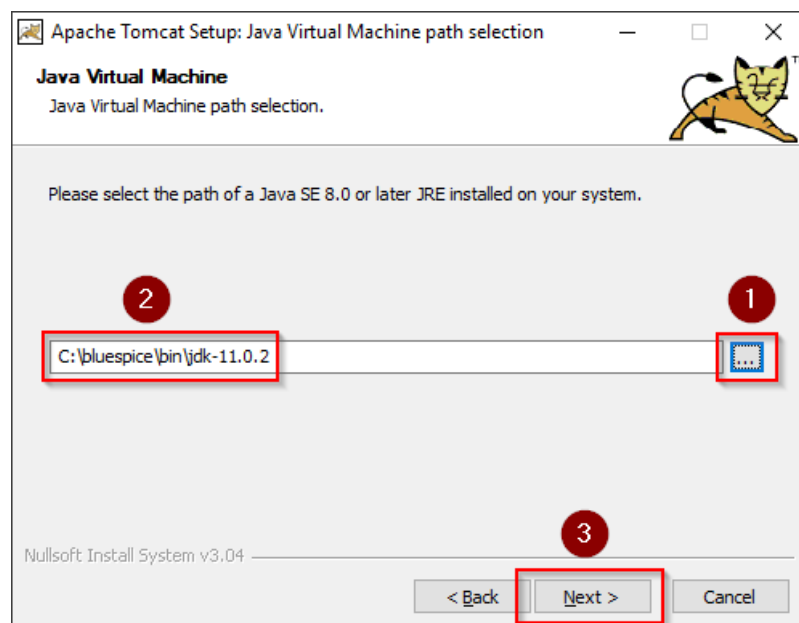 Apache Tomcat Setup: Java Virtual Machine path selection
Java Virtual Machine
Java Virtual Machine path selection.
TM
Please select the path of a Java SE 8.0 or later JRE installed on your system.
2
1
C:\bluespice\bin\jdk-11.0.2
...
3
Nullsoft Install System v3.04
< Back
Next >
Cancel